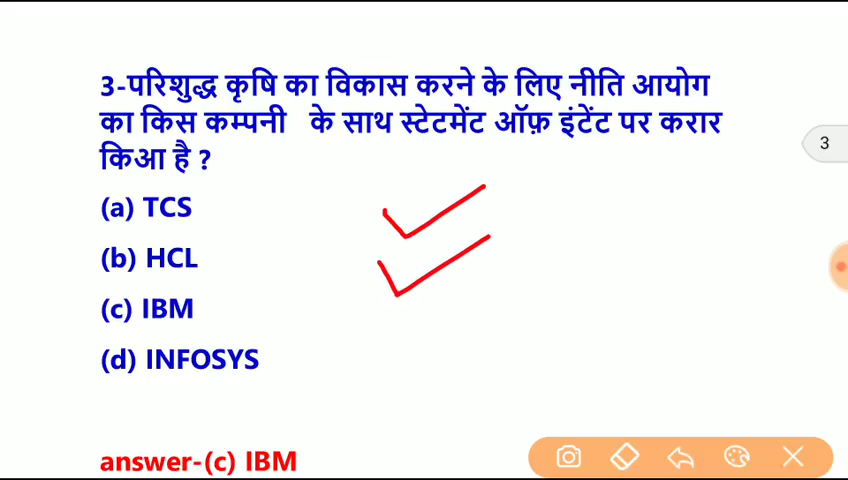 3-परिशुद्ध कृषि का विकास करने के लिए नीति आयोग
का किस कम्पनी के साथ स्टेटमेंट ऑफ़ इंटेंट पर करार
किआ है ?
(a) TCS
(b) HCL
(c) IBM
(d) INFOSYS
answer-(c) IBM
3